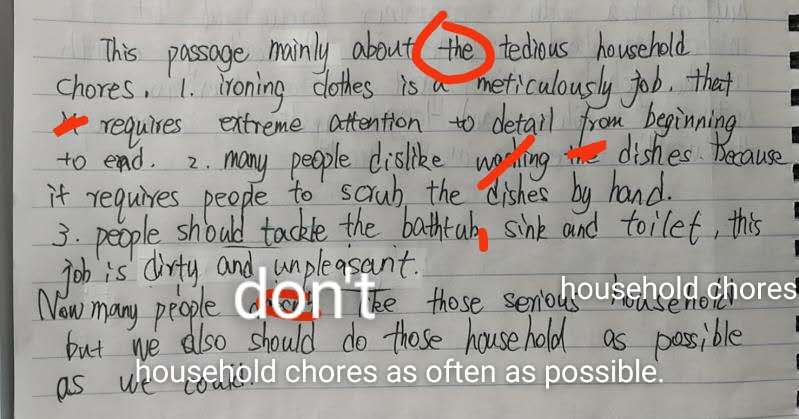 This passage mainly about the tedious household
chores. 1. ironing clothes is a meticulously job. that
requires extreme attention to detail from beginning
to end. 2. many people dislike washing the dishes. Because
it requires people to scrub the dishes by hand.
3. people should tackle the bathtub, sink and toilet, this
job is dirty and unpleasant.
Now many people don't like those serious household chores
but we also should do those household as possible
as we could.
household chores as often as possible.